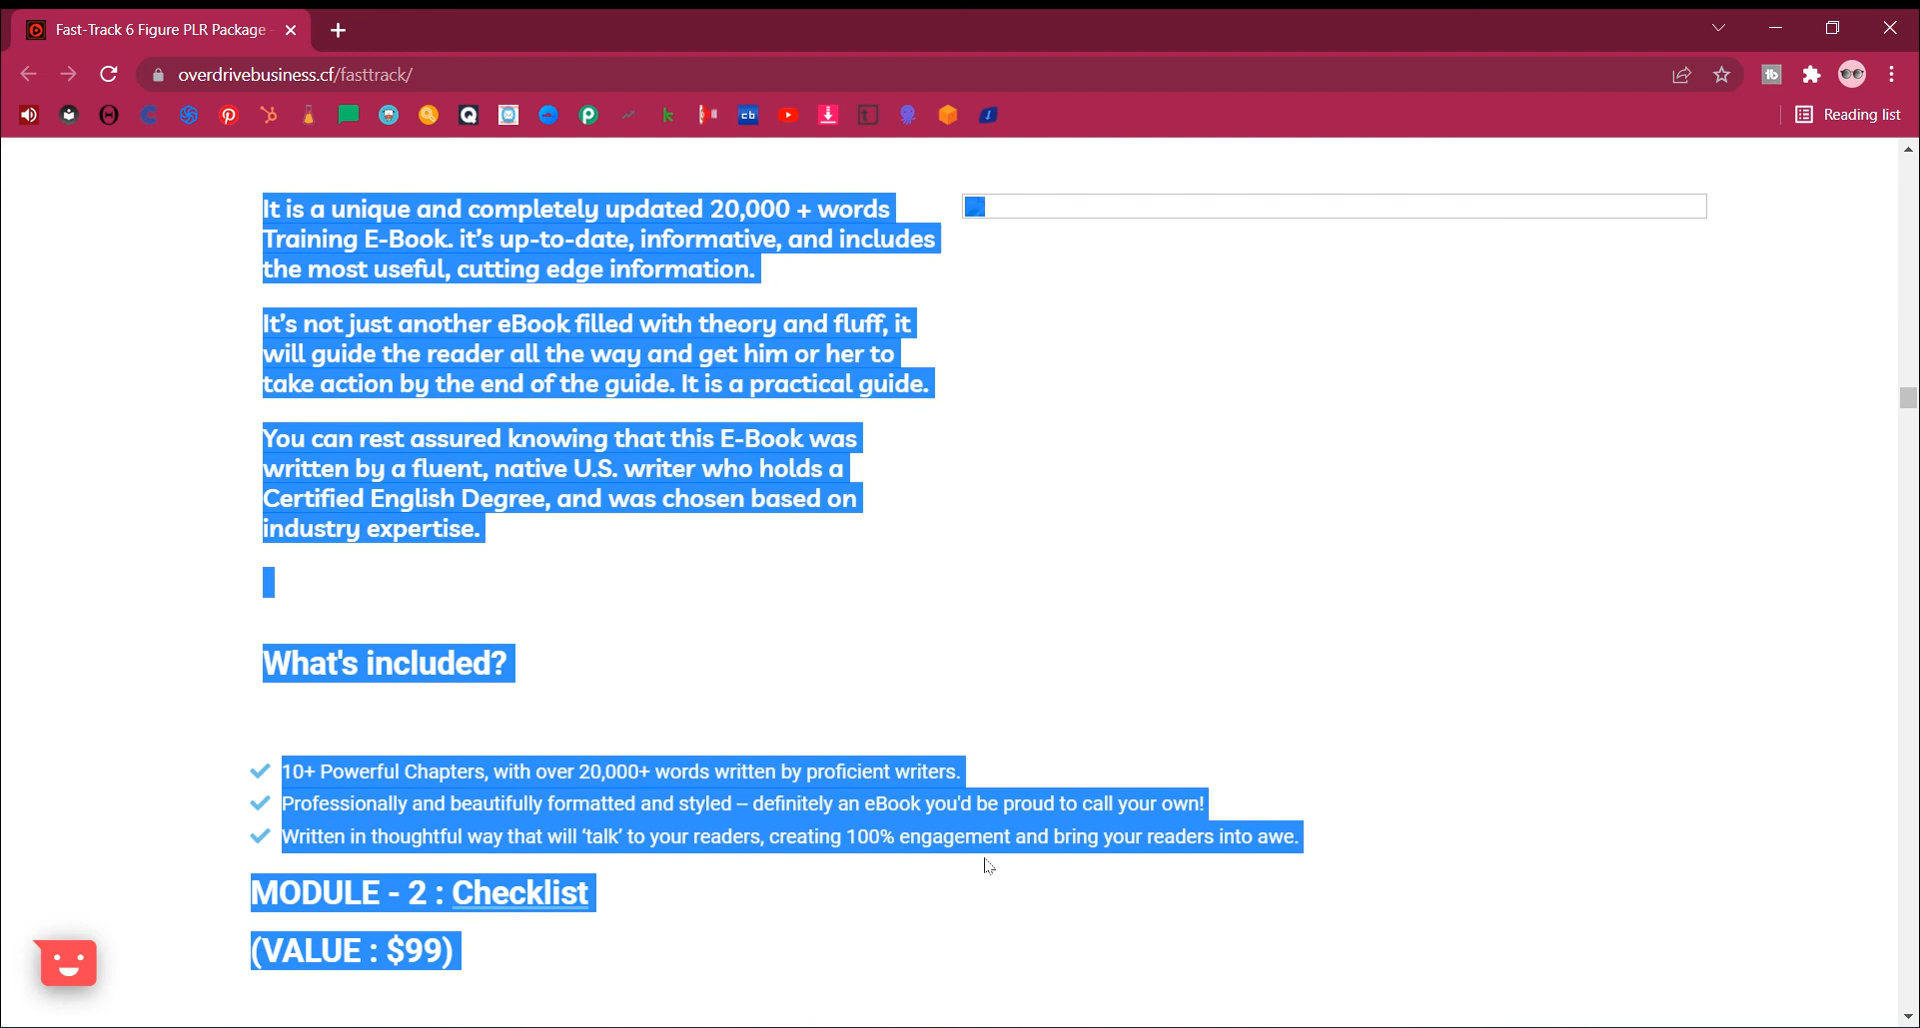 Fast-Track 6 Figure PLR Package -
overdrivebusiness.cf/fasttrack/
Reading list
It is a unique and completely updated 20,000 + words
Training E-Book. it’s up-to-date, informative, and includes
the most useful, cutting edge information.
It’s not just another eBook filled with theory and fluff, it
will guide the reader all the way and get him or her to
take action by the end of the guide. It is a practical guide.
You can rest assured knowing that this E-Book was
written by a fluent, native U.S. writer who holds a
Certified English Degree, and was chosen based on
industry expertise.
What's included?
10+ Powerful Chapters, with over 20,000+ words written by proficient writers.
Professionally and beautifully formatted and styled – definitely an eBook you'd be proud to call your own!
Written in thoughtful way that will ‘talk’ to your readers, creating 100% engagement and bring your readers into awe.
MODULE - 2 : Checklist
(VALUE : $99)